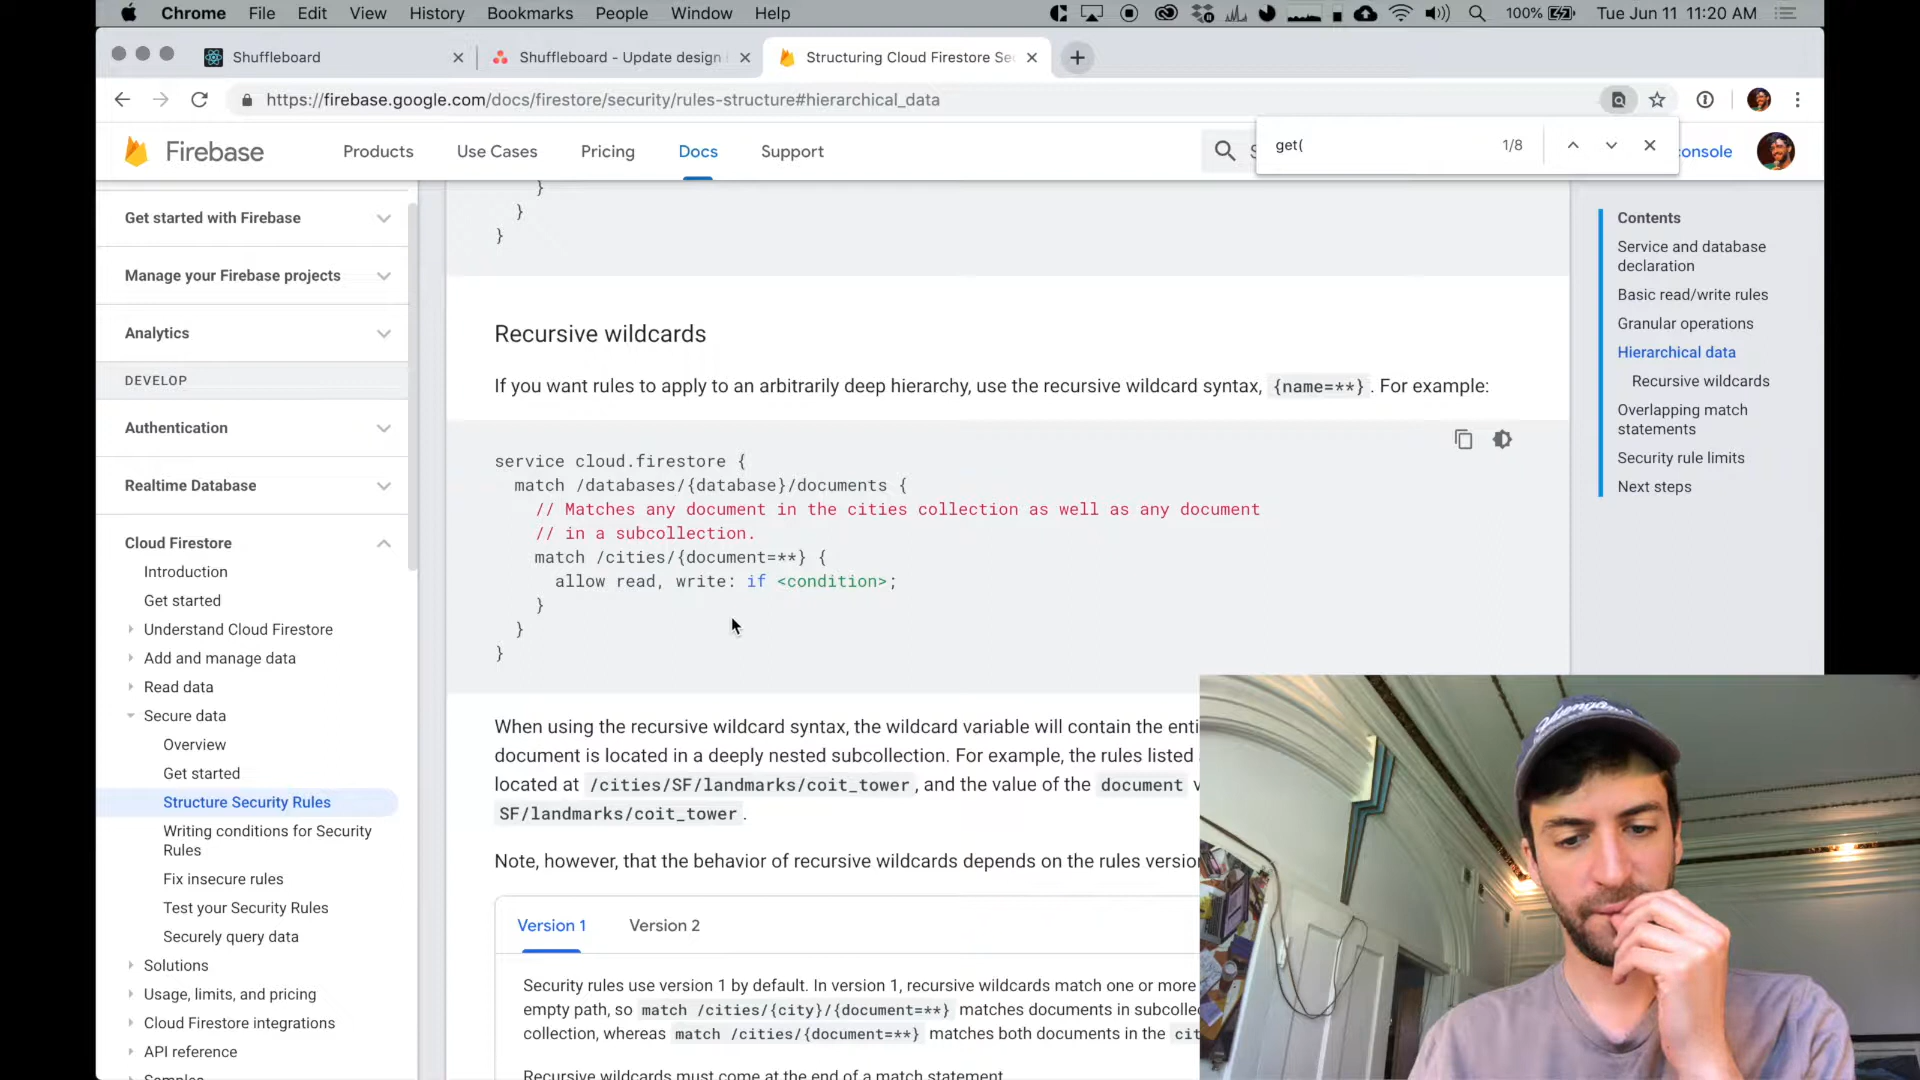 Chrome File Edit View History Bookmarks People Window Help 100% Tue Jun 11 11:20 AM
Shuffleboard
Shuffleboard - Update design
Structuring Cloud Firestore Se
https://firebase.google.com/docs/firestore/security/rules-structure#hierarchical_data
get( 1/8
Firebase Products Use Cases Pricing Docs Support console
Get started with Firebase
Manage your Firebase projects
Analytics
DEVELOP
Authentication
Realtime Database
Cloud Firestore
Introduction
Get started
Understand Cloud Firestore
Add and manage data
Read data
Secure data
Overview
Get started
Structure Security Rules
Writing conditions for Security
Rules
Fix insecure rules
Test your Security Rules
Securely query data
Solutions
Usage, limits, and pricing
Cloud Firestore integrations
API reference
}
}
}
Recursive wildcards
If you want rules to apply to an arbitrarily deep hierarchy, use the recursive wildcard syntax, {name=**}. For example:
service cloud.firestore {
match /databases/{database}/documents {
// Matches any document in the cities collection as well as any document
// in a subcollection.
match /cities/{document=**} {
allow read, write: if <condition>;
}
}
}
When using the recursive wildcard syntax, the wildcard variable will contain the enti
document is located in a deeply nested subcollection. For example, the rules listed
located at /cities/SF/landmarks/coit_tower, and the value of the document v
SF/landmarks/coit_tower.
Note, however, that the behavior of recursive wildcards depends on the rules version
Version 1 Version 2
Security rules use version 1 by default. In version 1, recursive wildcards match one or more
empty path, so match /cities/{city}/{document=**} matches documents in subcolle
collection, whereas match /cities/{document=**} matches both documents in the cit
Recursive wildcards must come at the end of a match statement.
Contents
Service and database
declaration
Basic read/write rules
Granular operations
Hierarchical data
Recursive wildcards
Overlapping match
statements
Security rule limits
Next steps